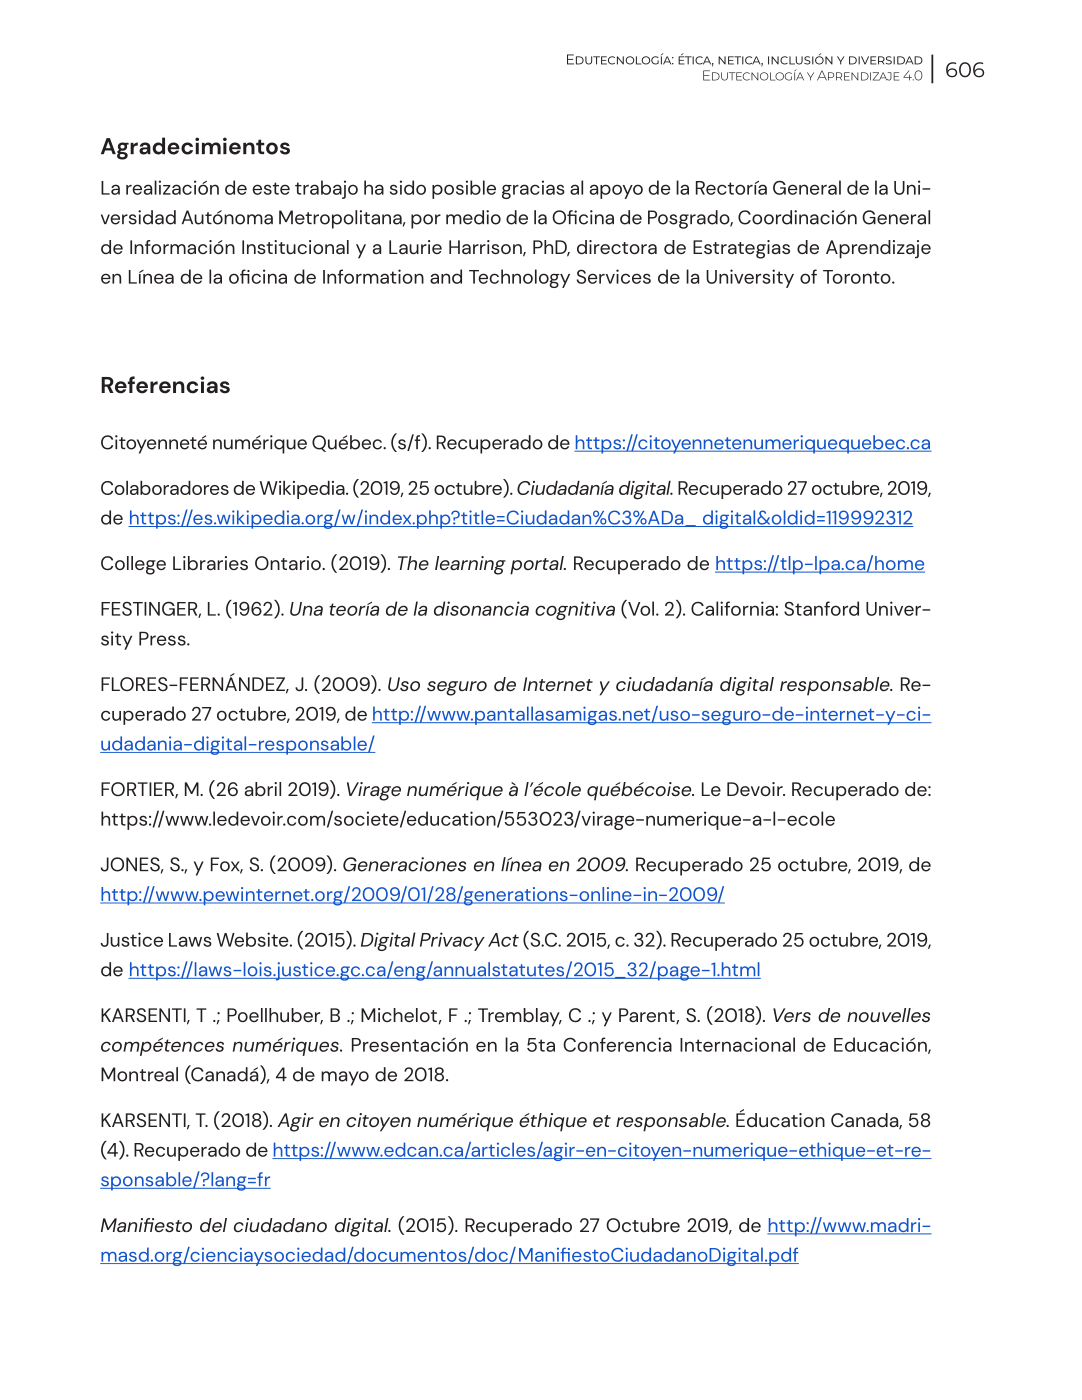 Edutecnología: ética, netica, inclusión y diversidad
Edutecnología y Aprendizaje 4.0
606
Agradecimientos
La realización de este trabajo ha sido posible gracias al apoyo de la Rectoría General de la Uni-
versidad Autónoma Metropolitana, por medio de la Oficina de Posgrado, Coordinación General
de Información Institucional y a Laurie Harrison, PhD, directora de Estrategias de Aprendizaje
en Línea de la oficina de Information and Technology Services de la University of Toronto.
Referencias
Citoyenneté numérique Québec. (s/f). Recuperado de https://citoyennetenumeriquequebec.ca
Colaboradores de Wikipedia. (2019, 25 octubre). Ciudadanía digital. Recuperado 27 octubre, 2019,
de https://es.wikipedia.org/w/index.php?title=Ciudadan%C3%ADa_ digital&oldid=119992312
College Libraries Ontario. (2019). The learning portal. Recuperado de https://tlp-lpa.ca/home
FESTINGER, L. (1962). Una teoría de la disonancia cognitiva (Vol. 2). California: Stanford Univer-
sity Press.
FLORES-FERNÁNDEZ, J. (2009). Uso seguro de Internet y ciudadanía digital responsable. Re-
cuperado 27 octubre, 2019, de http://www.pantallasamigas.net/uso-seguro-de-internet-y-ci-
udadania-digital-responsable/
FORTIER, M. (26 abril 2019). Virage numérique à l’école québécoise. Le Devoir. Recuperado de:
https://www.ledevoir.com/societe/education/553023/virage-numerique-a-l-ecole
JONES, S., y Fox, S. (2009). Generaciones en línea en 2009. Recuperado 25 octubre, 2019, de
http://www.pewinternet.org/2009/01/28/generations-online-in-2009/
Justice Laws Website. (2015). Digital Privacy Act (S.C. 2015, c. 32). Recuperado 25 octubre, 2019,
de https://laws-lois.justice.gc.ca/eng/annualstatutes/2015_32/page-1.html
KARSENTI, T .; Poellhuber, B .; Michelot, F .; Tremblay, C .; y Parent, S. (2018). Vers de nouvelles
compétences numériques. Presentación en la 5ta Conferencia Internacional de Educación,
Montreal (Canadá), 4 de mayo de 2018.
KARSENTI, T. (2018). Agir en citoyen numérique éthique et responsable. Éducation Canada, 58
(4). Recuperado de https://www.edcan.ca/articles/agir-en-citoyen-numerique-ethique-et-re-
sponsable/?lang=fr
Manifiesto del ciudadano digital. (2015). Recuperado 27 Octubre 2019, de http://www.madri-
masd.org/cienciaysociedad/documentos/doc/ManifiestoCiudadanoDigital.pdf